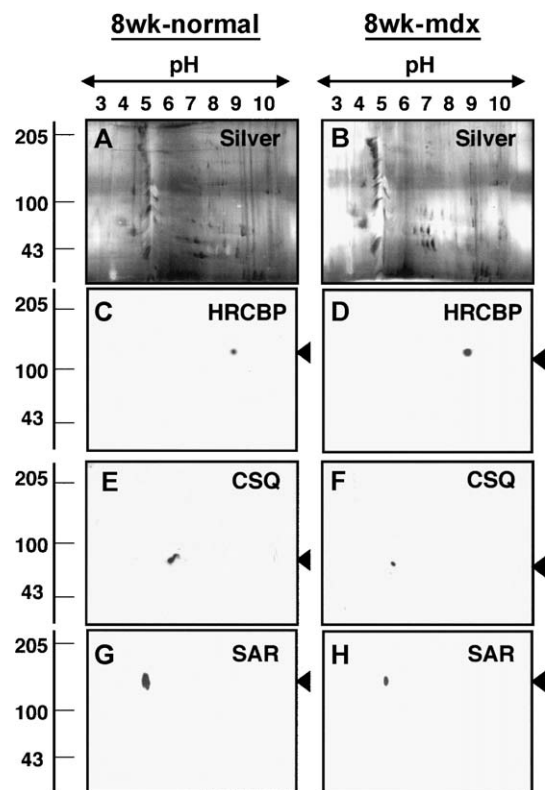 8wk-normal 8wk-mdx
pH pH
3 4 5 6 7 8 9 10 3 4 5 6 7 8 9 10
205 A Silver B Silver
100
43
205 C HRCBP D HRCBP
100
43
205 E CSQ F CSQ
100
43
205 G SAR H SAR
100
43